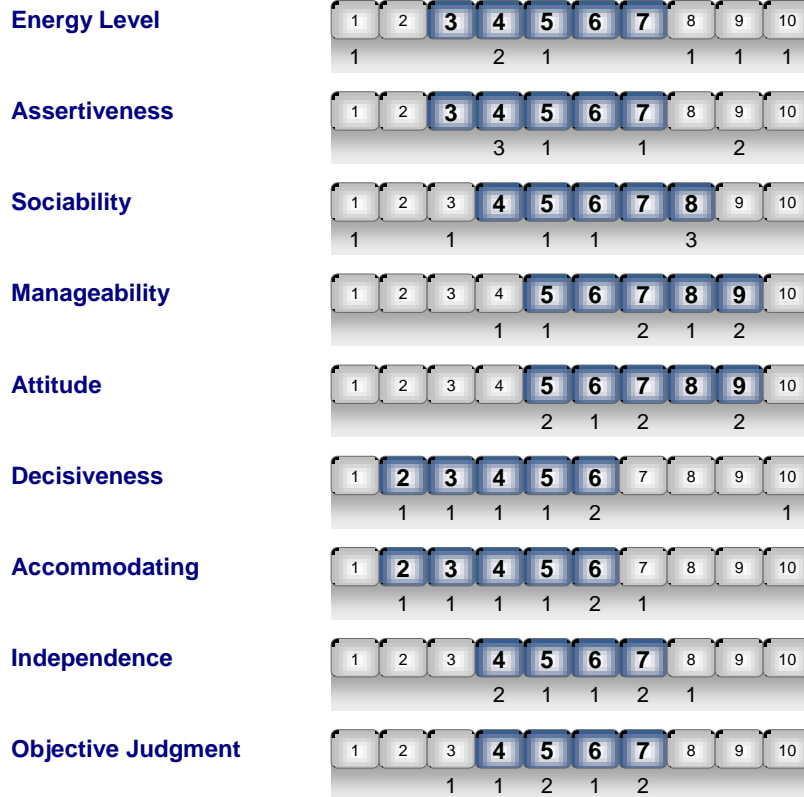 Energy Level 1 2 3 4 5 6 7 8 9 10
1 2 1 1 1 1
Assertiveness 1 2 3 4 5 6 7 8 9 10
3 1 1 2
Sociability 1 2 3 4 5 6 7 8 9 10
1 1 1 1 3
Manageability 1 2 3 4 5 6 7 8 9 10
1 1 2 1 2
Attitude 1 2 3 4 5 6 7 8 9 10
2 1 2 2
Decisiveness 1 2 3 4 5 6 7 8 9 10
1 1 1 1 2 1
Accommodating 1 2 3 4 5 6 7 8 9 10
1 1 1 1 2 1
Independence 1 2 3 4 5 6 7 8 9 10
2 1 1 2 1
Objective Judgment 1 2 3 4 5 6 7 8 9 10
1 1 2 1 2